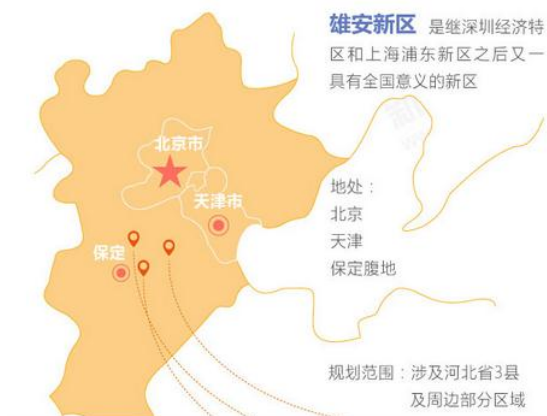 雄安新区 是继深圳经济特
区和上海浦东新区之后又一
具有全国意义的新区
北京市
天津市
保定
地处：
北京
天津
保定腹地
规划范围：涉及河北省3县
及周边部分区域